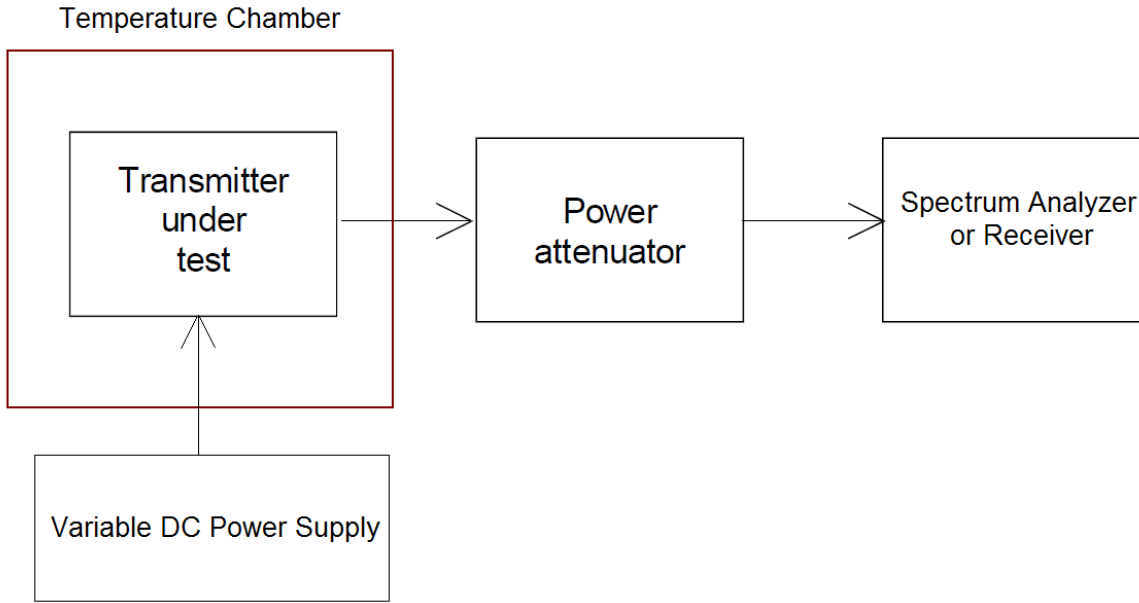 Temperature Chamber
Transmitter
under
test
Power
attenuator
Spectrum Analyzer
or Receiver
Variable DC Power Supply